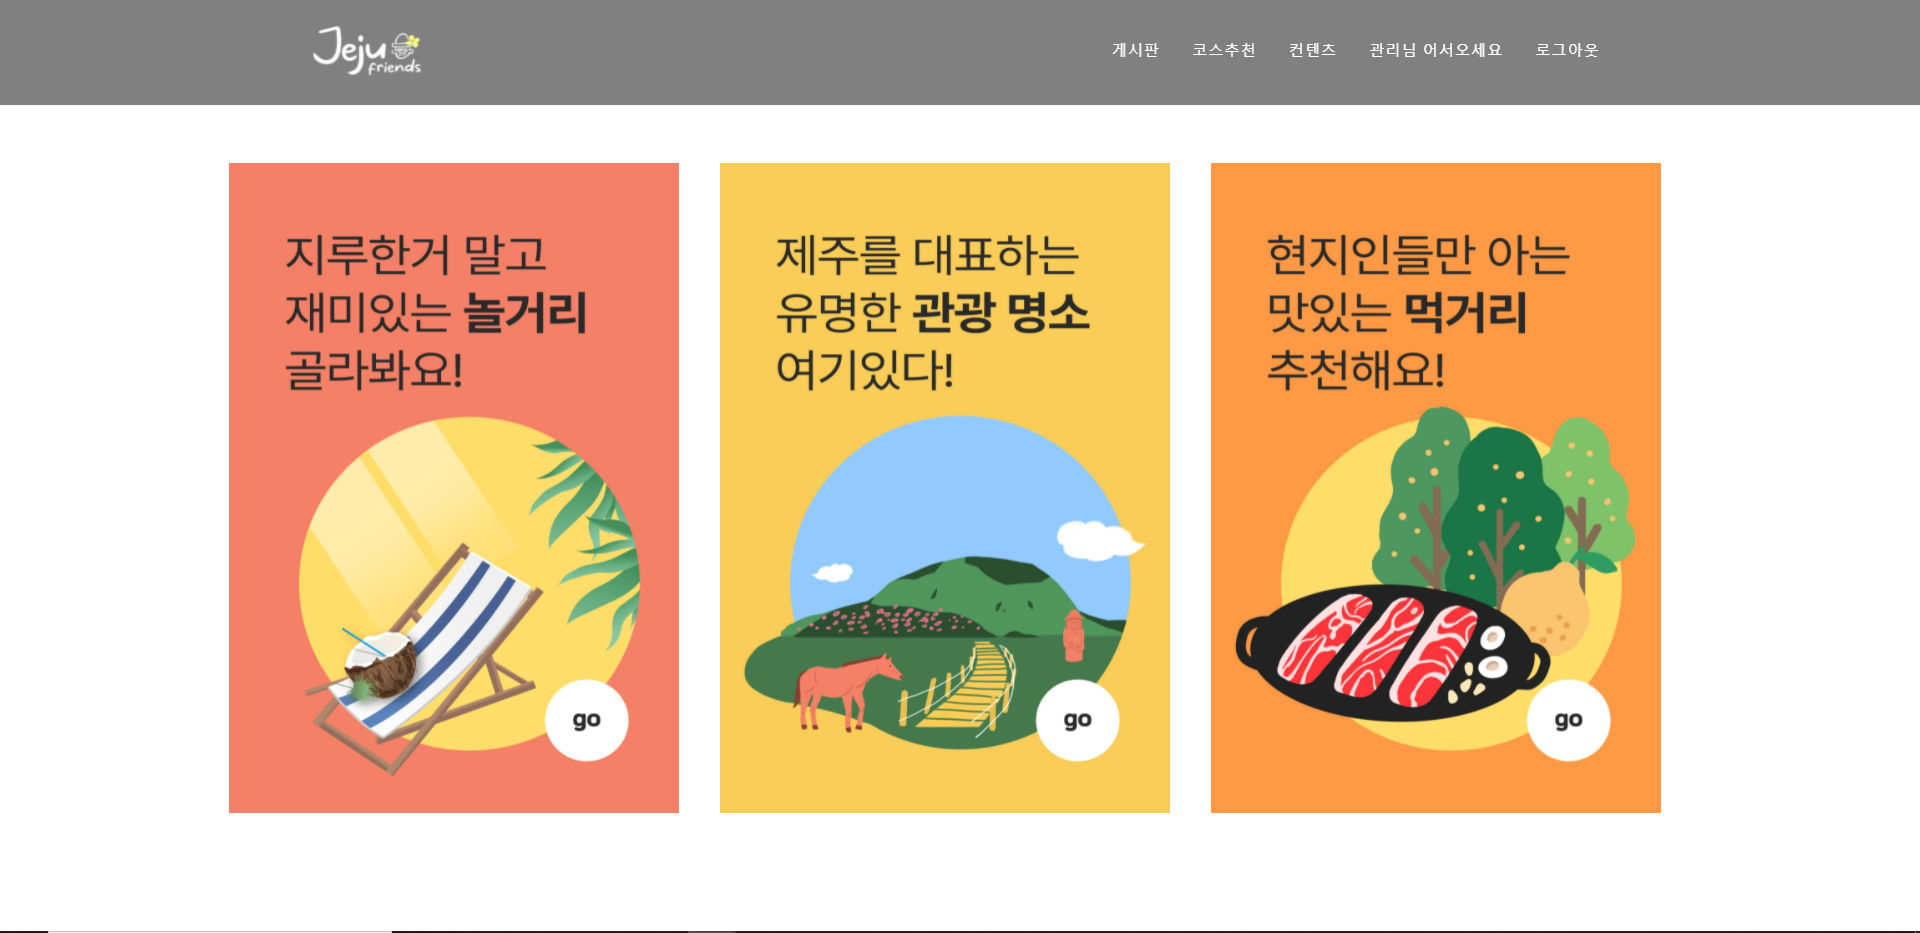 Jeju
friends
게시판 코스추천 컨텐츠 관리님 어서오세요 로그아웃
지루한거 말고
재미있는 놀거리
골라봐요!
go
제주를 대표하는
유명한 관광 명소
여기있다!
go
현지인들만 아는
맛있는 먹거리
추천해요!
go